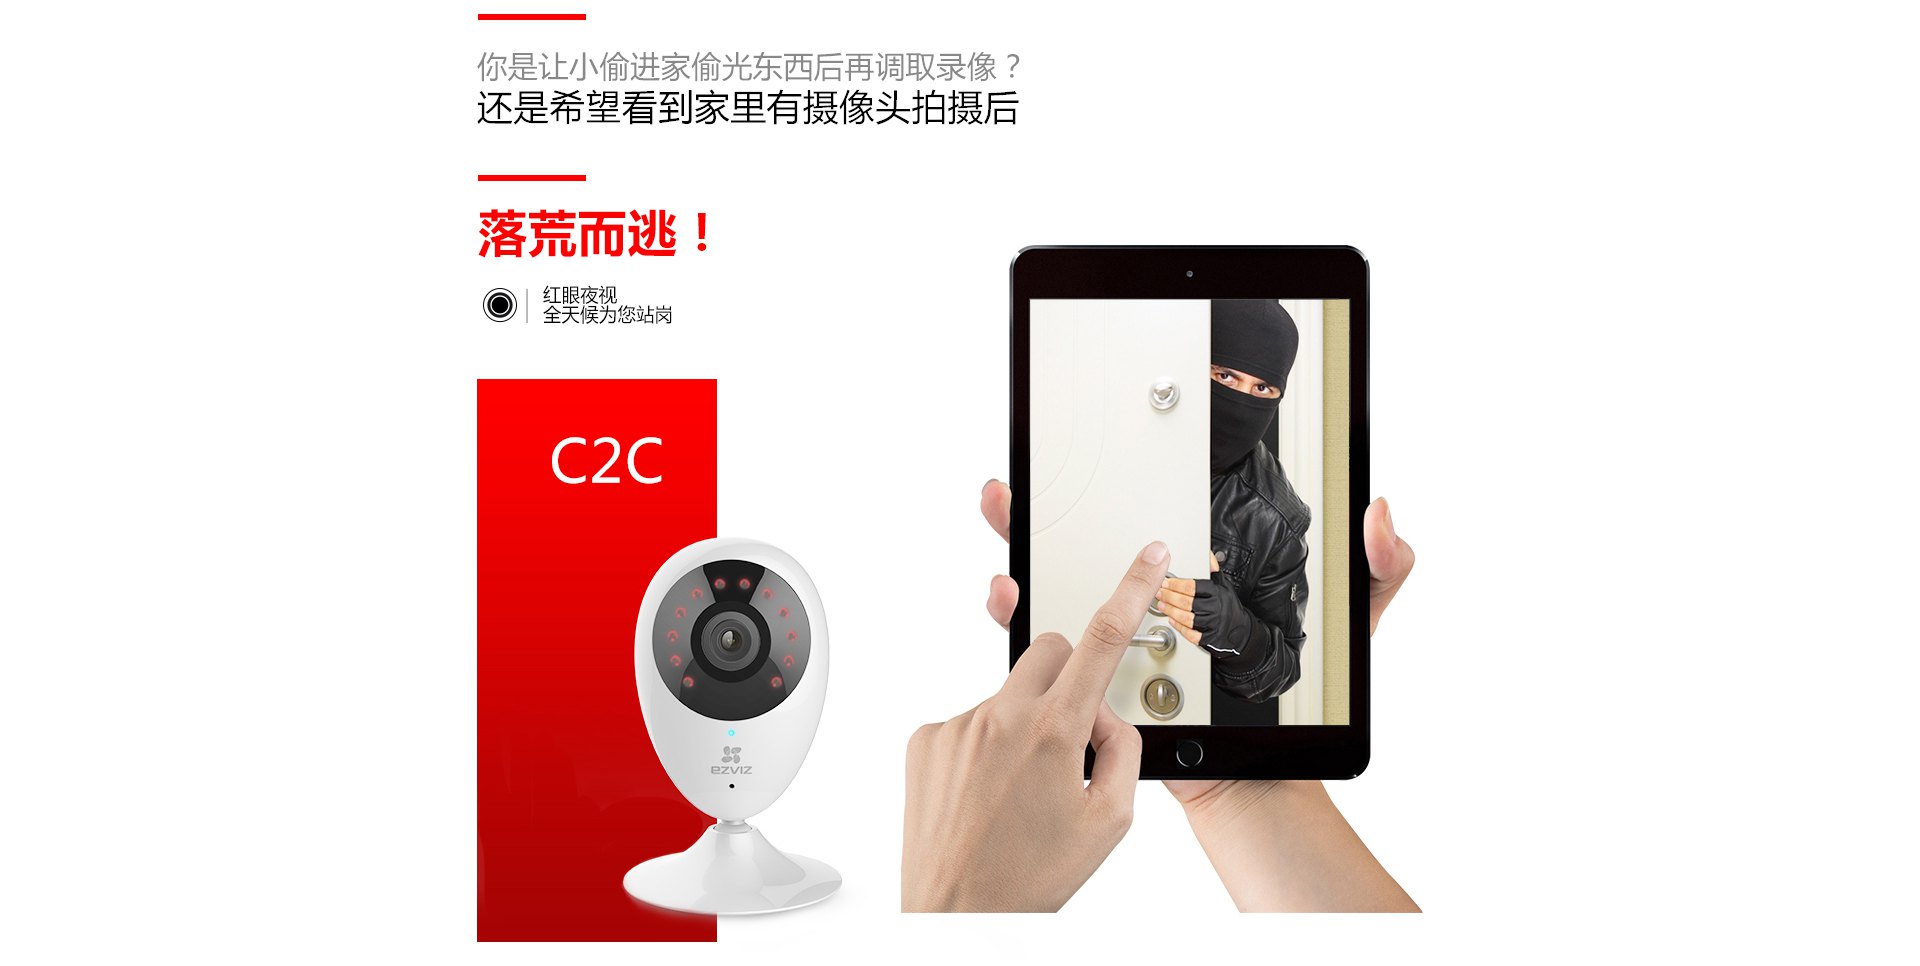 你是让小偷进家偷光东西后再调取录像？
还是希望看到家里有摄像头拍摄后
落荒而逃！
红眼夜视
全天候为您站岗
C2C
ezviz